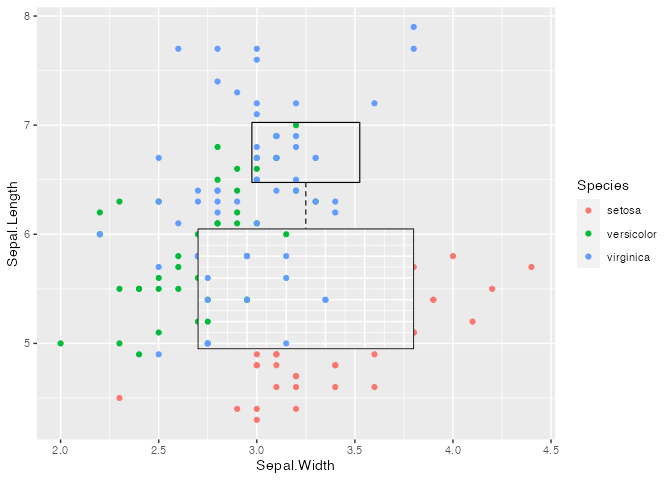 8
7
6
5
Sepal.Length
2.0 2.5 3.0 3.5 4.0 4.5
Sepal.Width
Species
setosa
versicolor
virginica